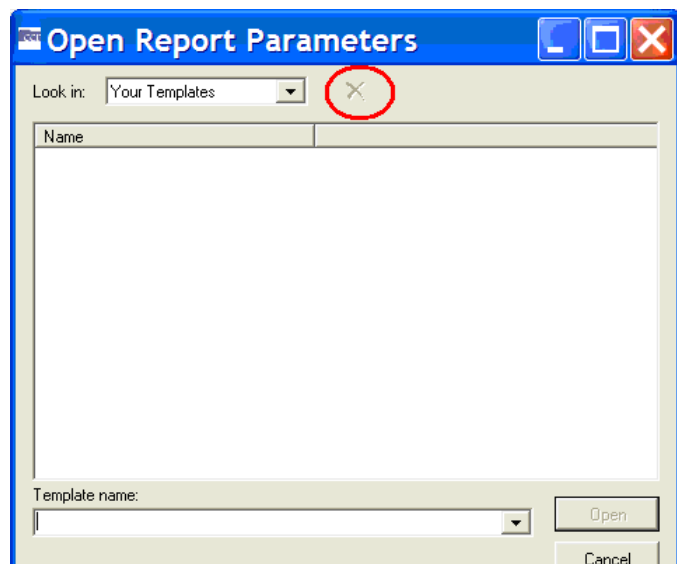 Open Report Parameters
Look in: Your Templates
Name
Template name:
Open
Cancel